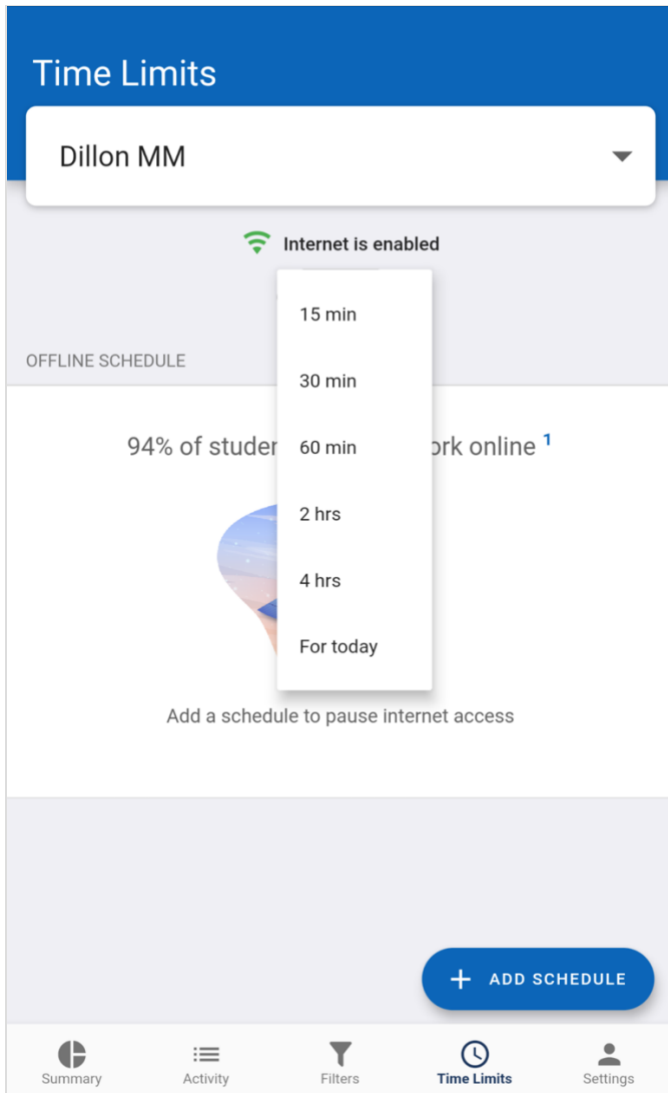 Time Limits
Dillon MM
Internet is enabled
15 min
OFFLINE SCHEDULE
30 min
94% of studen ork online 1
60 min
2 hrs
4 hrs
For today
Add a schedule to pause internet access
+ ADD SCHEDULE
Summary Activity Filters Time Limits Settings